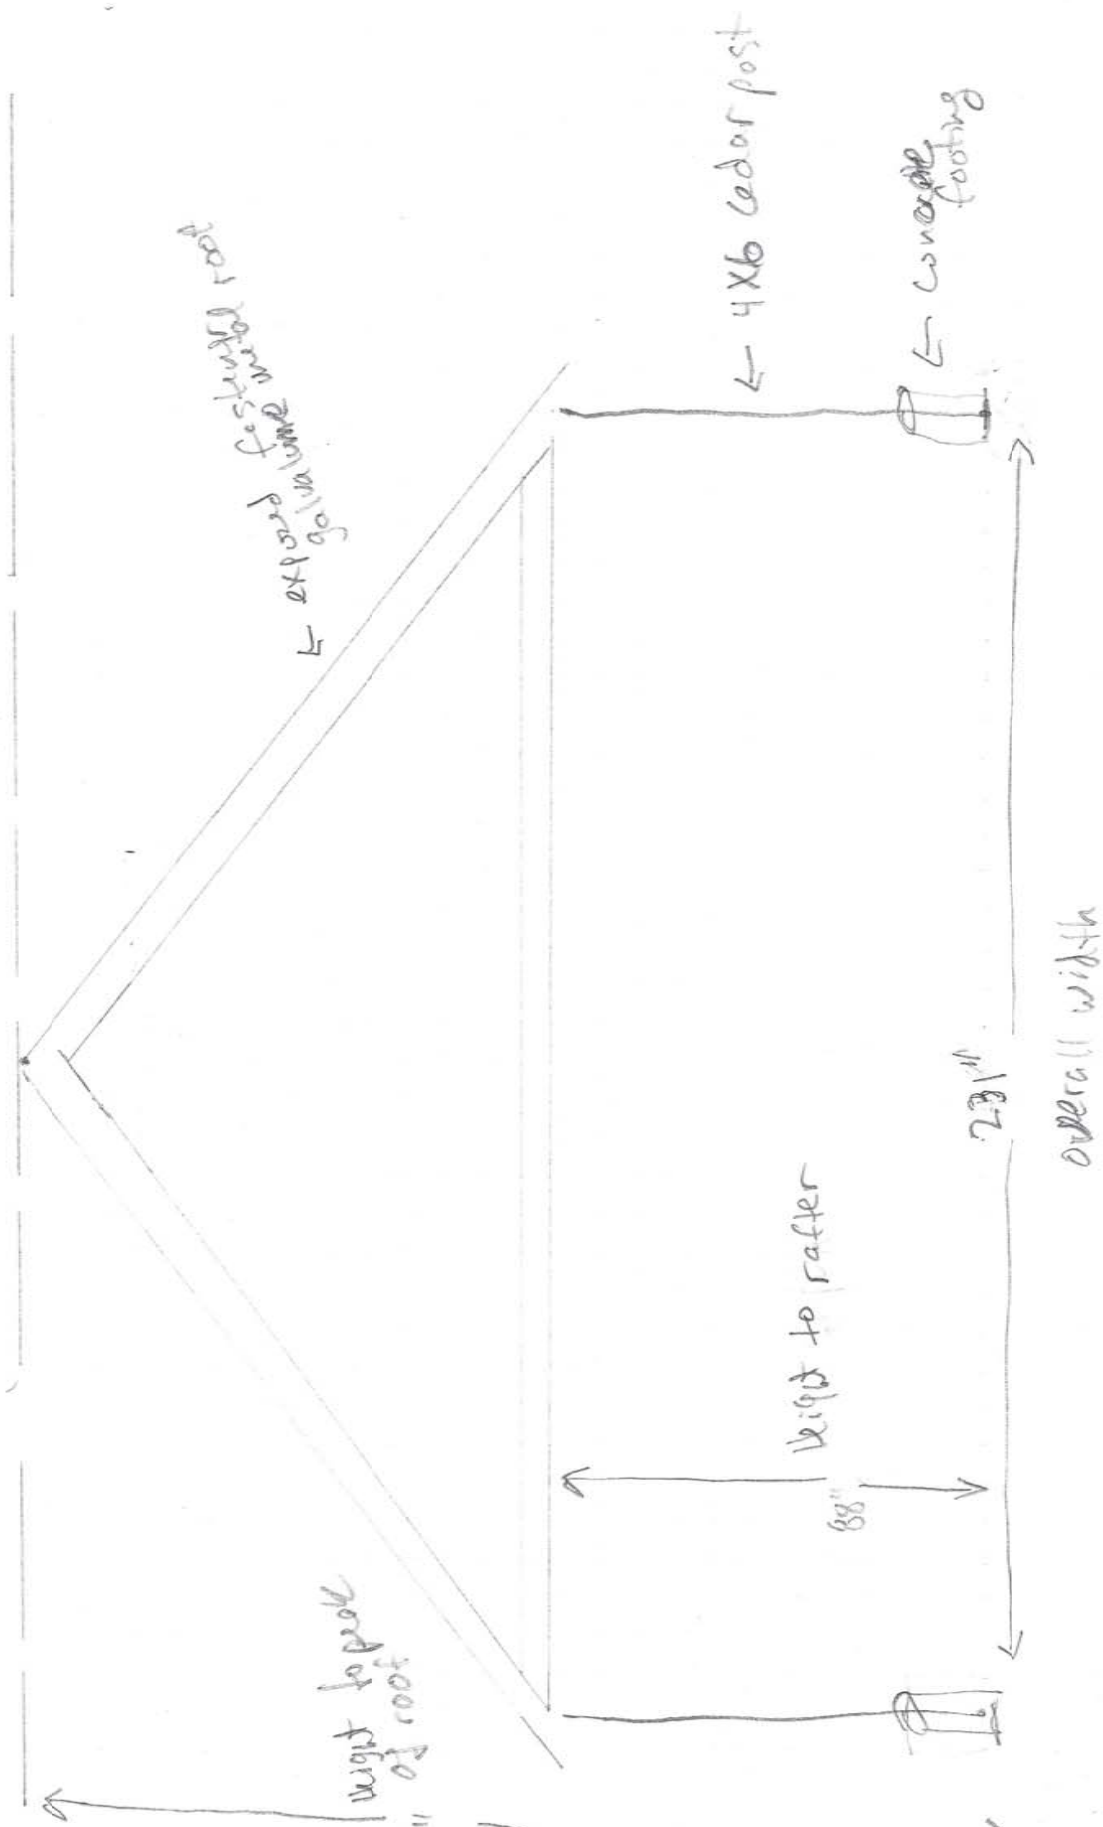 Height to peak
of roof
"
← exposed festentre roof
galvalume metal
← 4x6 Cedar post
← concrete
footing
Height to rafter
88"
231"
overall width